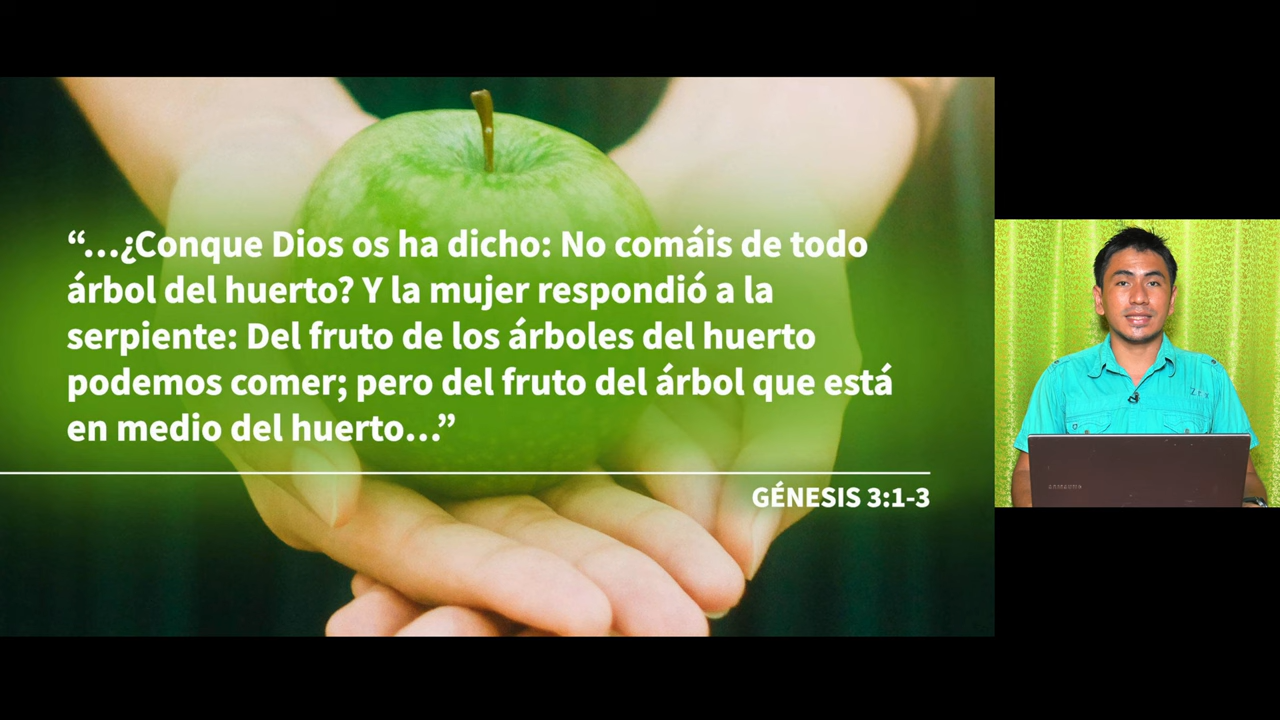 “...¿Conque Dios os ha dicho: No comáis de todo
árbol del huerto? Y la mujer respondió a la
serpiente: Del fruto de los árboles del huerto
podemos comer; pero del fruto del árbol que está
en medio del huerto...”
GÉNESIS 3:1-3
SAMSUNG